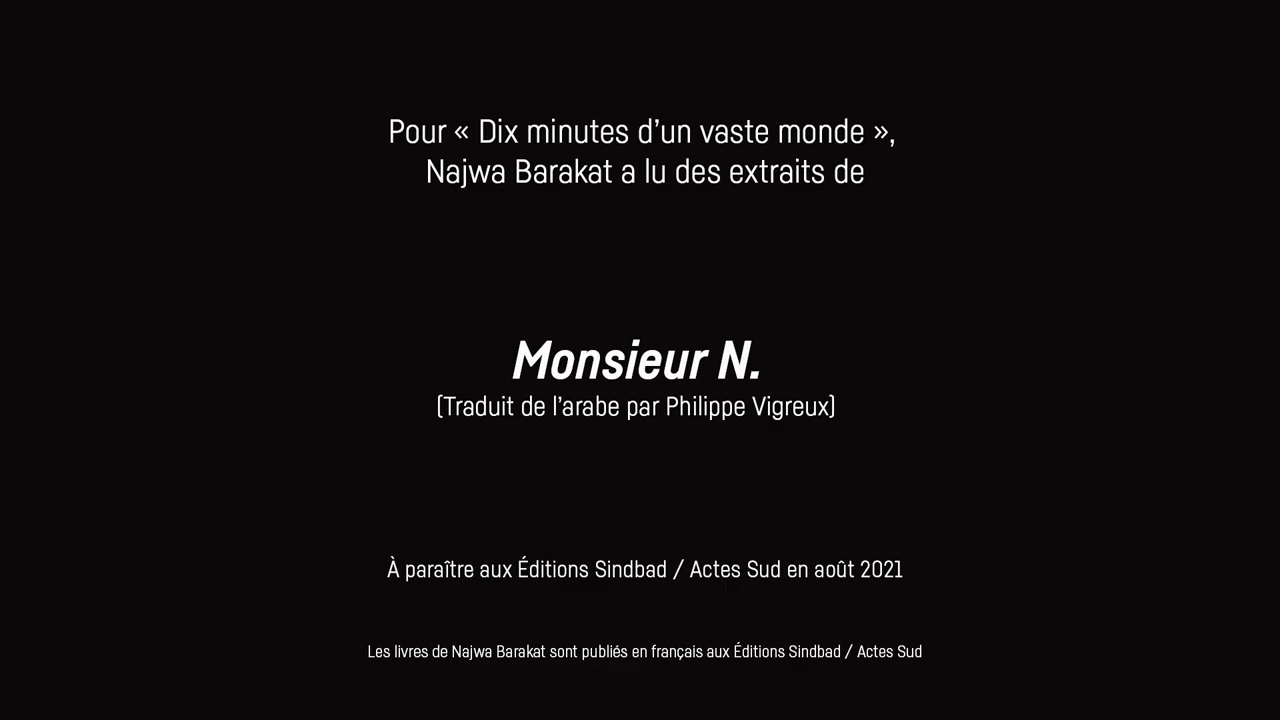 Pour « Dix minutes d’un vaste monde »,
Najwa Barakat a lu des extraits de
Monsieur N.
(Traduit de l’arabe par Philippe Vigreux)
À paraître aux Éditions Sindbad / Actes Sud en août 2021
Les livres de Najwa Barakat sont publiés en français aux Éditions Sindbad / Actes Sud